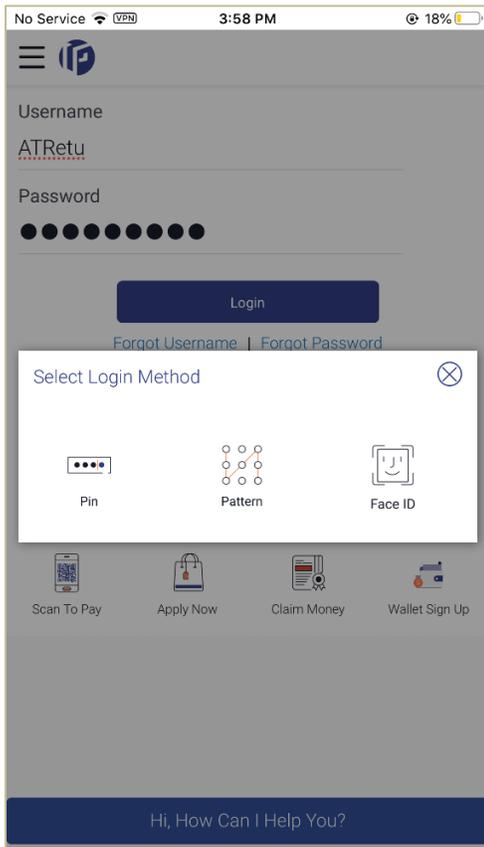 No Service VPN 3:58 PM 18%
Username
ATRetu
Password
●●●●●●●●●
Login
Forgot Username | Forgot Password
Select Login Method
Pin Pattern Face ID
Scan To Pay Apply Now Claim Money Wallet Sign Up
Hi, How Can I Help You?